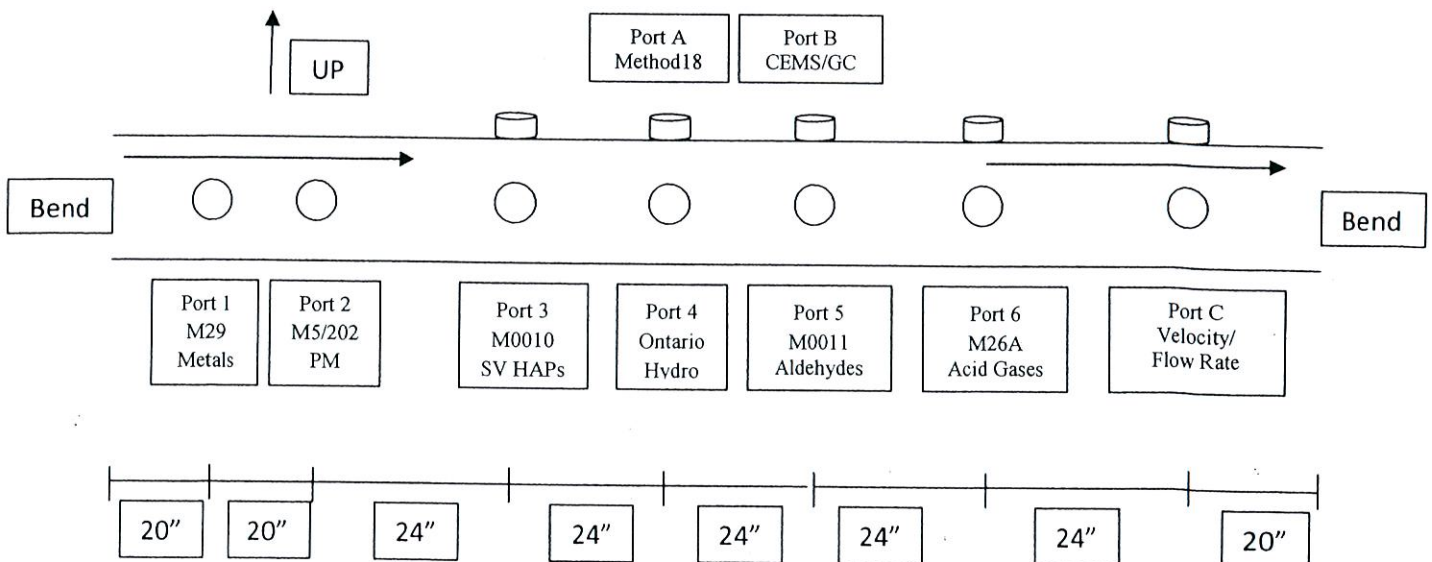 UP
Port A
Method18
Port B
CEMS/GC
Bend
Bend
Port 1
M29
Metals
Port 2
M5/202
PM
Port 3
M0010
SV HAPs
Port 4
Ontario
Hydro
Port 5
M0011
Aldehydes
Port 6
M26A
Acid Gases
Port C
Velocity/
Flow Rate
20”
20”
24”
24”
24”
24”
24”
20”